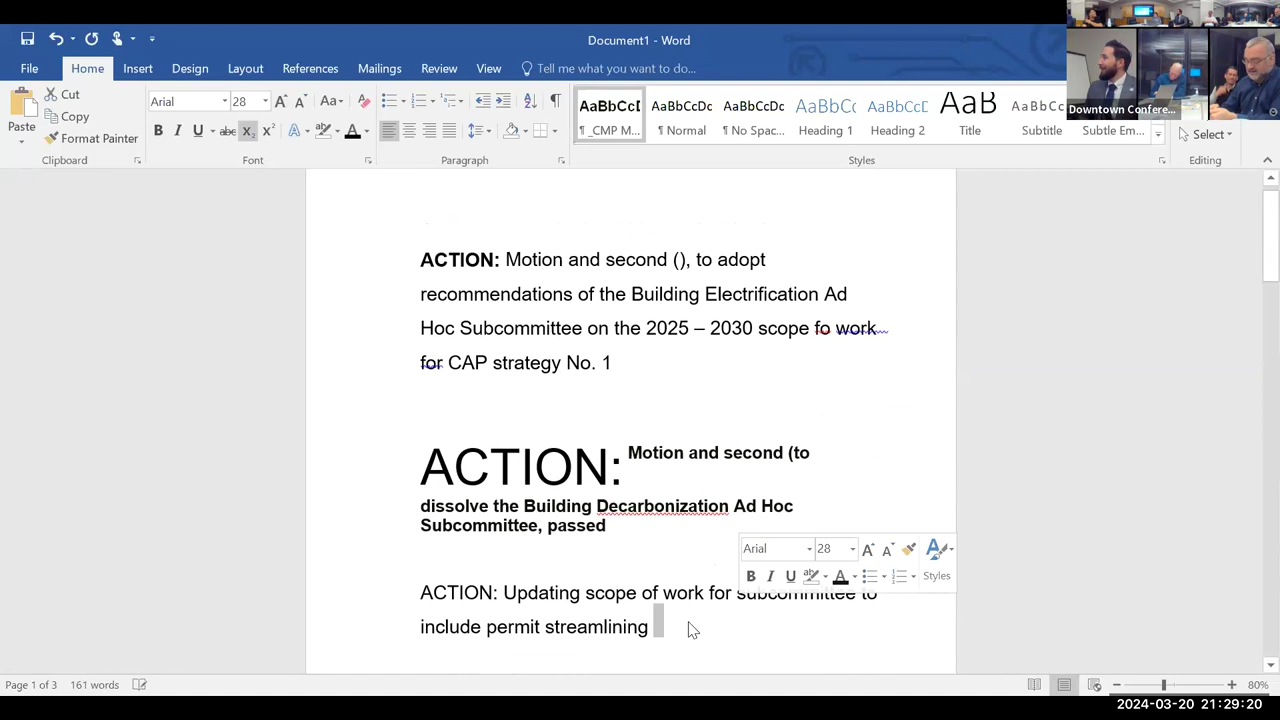 Document1 - Word
File Home Insert Design Layout References Mailings Review View Tell me what you want to do...
Cut
Copy
Format Painter
Paste
Arial 28
Aa
abc X₂ X²
AaBbCcI AaBbCcDc AaBbCcDc AaBbCc AaBbCcDc AaB AaBbCc
¶ _CMP M... ¶ Normal ¶ No Spac... Heading 1 Heading 2 Title Subtitle Subtle Em...
Select
Clipboard Font Paragraph Styles Editing
Downtown Confere...
ACTION: Motion and second (), to adopt
recommendations of the Building Electrification Ad
Hoc Subcommittee on the 2025 – 2030 scope fo work
for CAP strategy No. 1
ACTION: Motion and second (to
dissolve the Building Decarbonization Ad Hoc
Subcommittee, passed
Arial 28
B I U Styles
ACTION: Updating scope of work for subcommittee to
include permit streamlining
Page 1 of 3 161 words 80%
2024-03-20 21:29:20